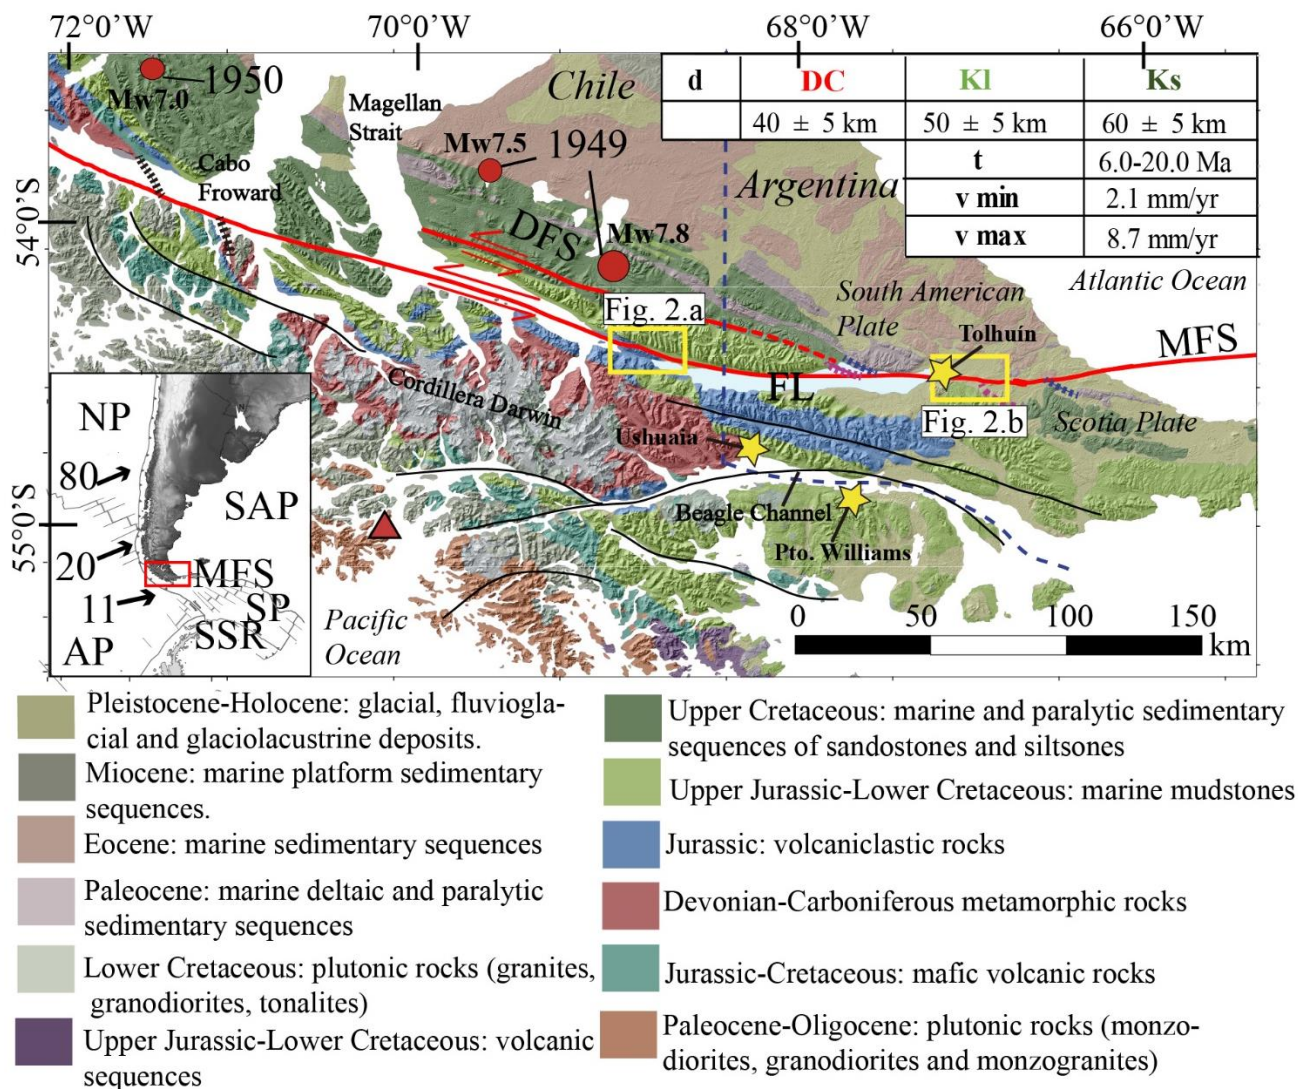 72°0'W
70°0'W
68°0'W
66°0'W
1950
Mw7.0
Magellan
Strait
Chile
Cabo
Froward
Mw7.5
1949
DFS
Mw7.8
Argentina
d
DC
Kl
Ks
40 ± 5 km
50 ± 5 km
60 ± 5 km
t
6.0-20.0 Ma
v min
2.1 mm/yr
v max
8.7 mm/yr
54°0'S
Atlantic Ocean
South American
Plate
Fig. 2.a
Tolhuín
MFS
FL
Cordillera Darwin
Fig. 2.b
Scotia Plate
Ushuaia
Beagle Channel
Pto. Williams
55°0'S
NP
80
SAP
20
MFS
11
SP
SSR
AP
Pacific
Ocean
0
50
100
150
km
Pleistocene-Holocene: glacial, fluviogla-
cial and glaciolacustrine deposits.
Miocene: marine platform sedimentary
sequences.
Eocene: marine sedimentary sequences
Paleocene: marine deltaic and paralytic
sedimentary sequences
Lower Cretaceous: plutonic rocks (granites,
granodiorites, tonalites)
Upper Jurassic-Lower Cretaceous: volcanic
sequences
Upper Cretaceous: marine and paralytic sedimentary
sequences of sandostones and siltsones
Upper Jurassic-Lower Cretaceous: marine mudstones
Jurassic: volcaniclastic rocks
Devonian-Carboniferous metamorphic rocks
Jurassic-Cretaceous: mafic volcanic rocks
Paleocene-Oligocene: plutonic rocks (monzo-
diorites, granodiorites and monzogranites)